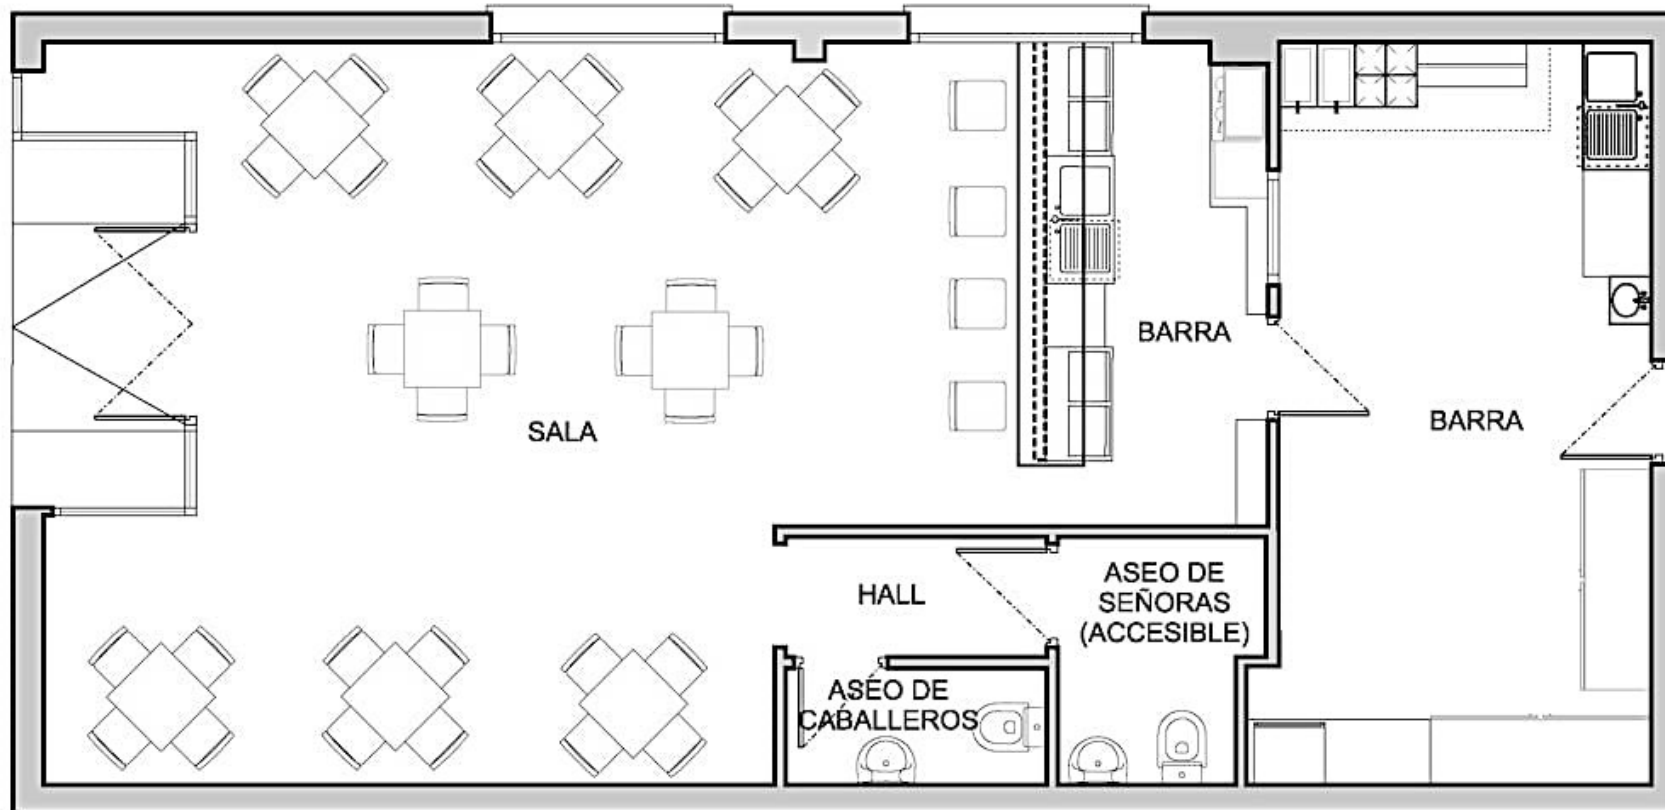 BARRA
BARRA
SALA
HALL
ASEO DE
SEÑORAS
(ACCESIBLE)
ASEO DE
CABALLEROS